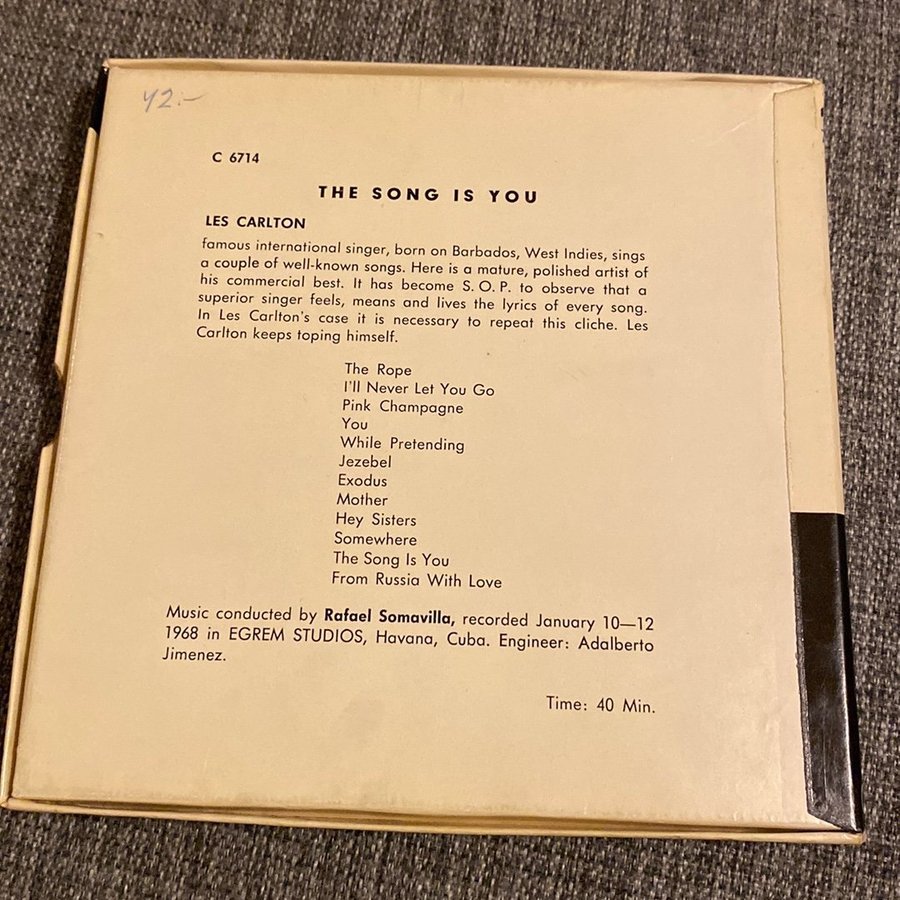 42:-
C 6714
THE SONG IS YOU
LES CARLTON
famous international singer, born on Barbados, West Indies, sings
a couple of well-known songs. Here is a mature, polished artist of
his commercial best. It has become S. O. P. to observe that a
superior singer feels, means and lives the lyrics of every song.
In Les Carlton's case it is necessary to repeat this cliche. Les
Carlton keeps toping himself.
The Rope
I'll Never Let You Go
Pink Champagne
You
While Pretending
Jezebel
Exodus
Mother
Hey Sisters
Somewhere
The Song Is You
From Russia With Love
Music conducted by Rafael Somavilla, recorded January 10—12
1968 in EGREM STUDIOS, Havana, Cuba. Engineer: Adalberto
Jimenez.
Time: 40 Min.